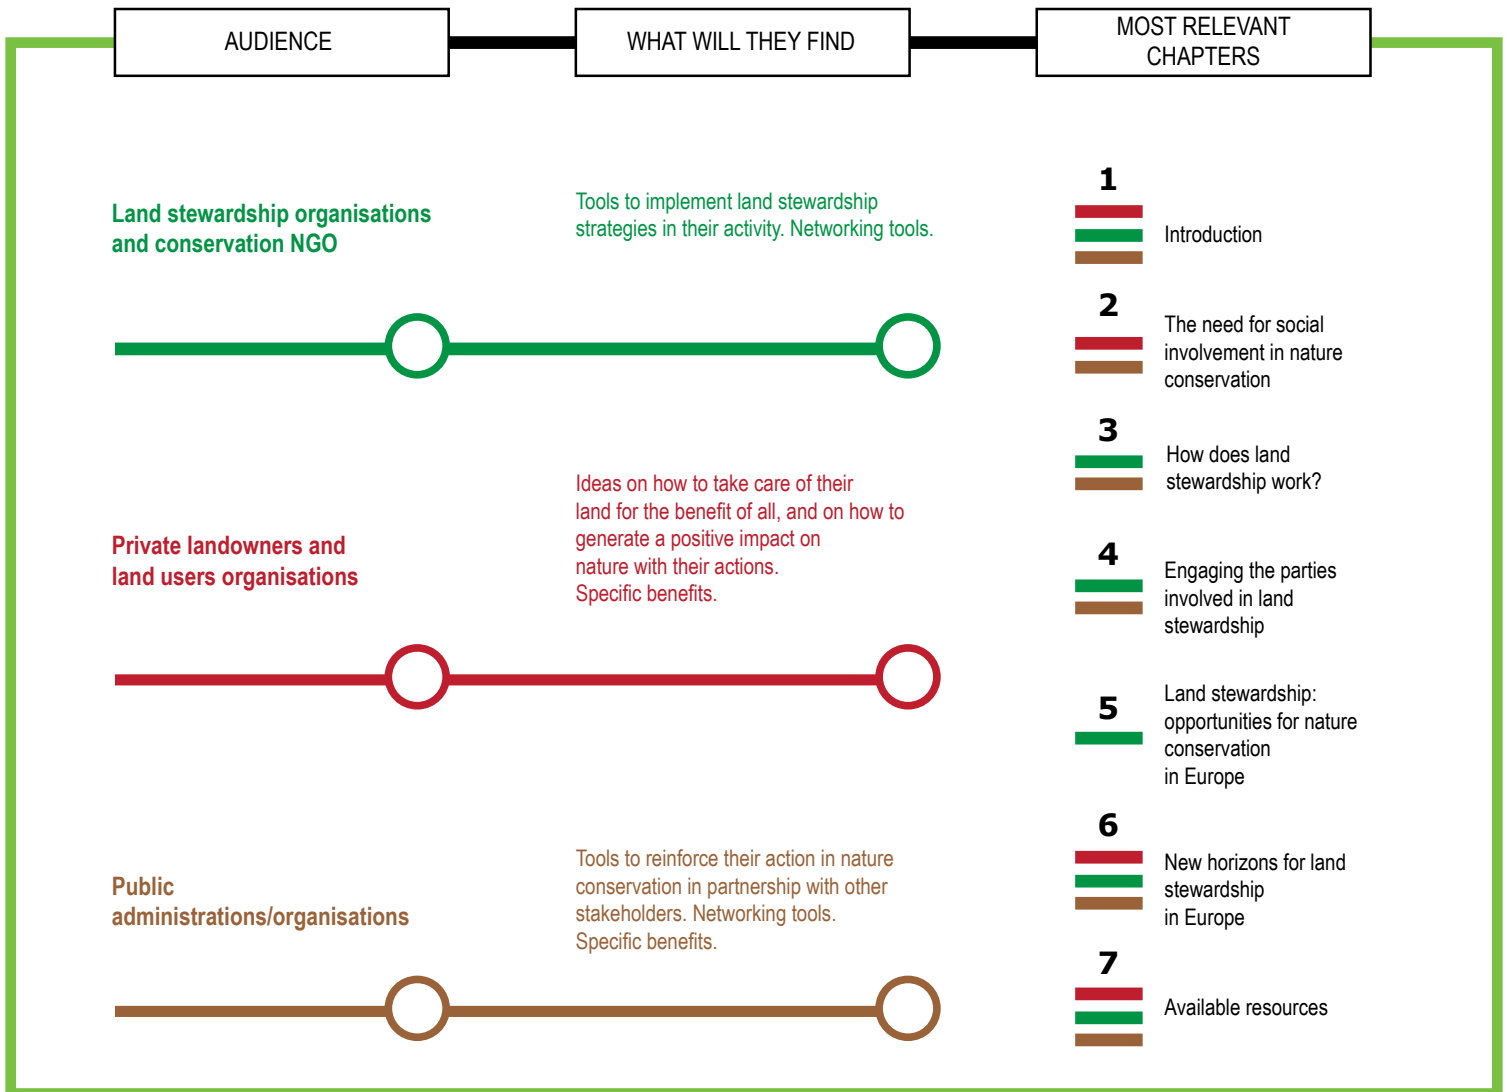 AUDIENCE
WHAT WILL THEY FIND
MOST RELEVANT
CHAPTERS
Land stewardship organisations
and conservation NGO
Tools to implement land stewardship
strategies in their activity. Networking tools.
Private landowners and
land users organisations
Ideas on how to take care of their
land for the benefit of all, and on how to
generate a positive impact on
nature with their actions.
Specific benefits.
Public
administrations/organisations
Tools to reinforce their action in nature
conservation in partnership with other
stakeholders. Networking tools.
Specific benefits.
1
Introduction
2
The need for social
involvement in nature
conservation
3
How does land
stewardship work?
4
Engaging the parties
involved in land
stewardship
5
Land stewardship:
opportunities for nature
conservation
in Europe
6
New horizons for land
stewardship
in Europe
7
Available resources